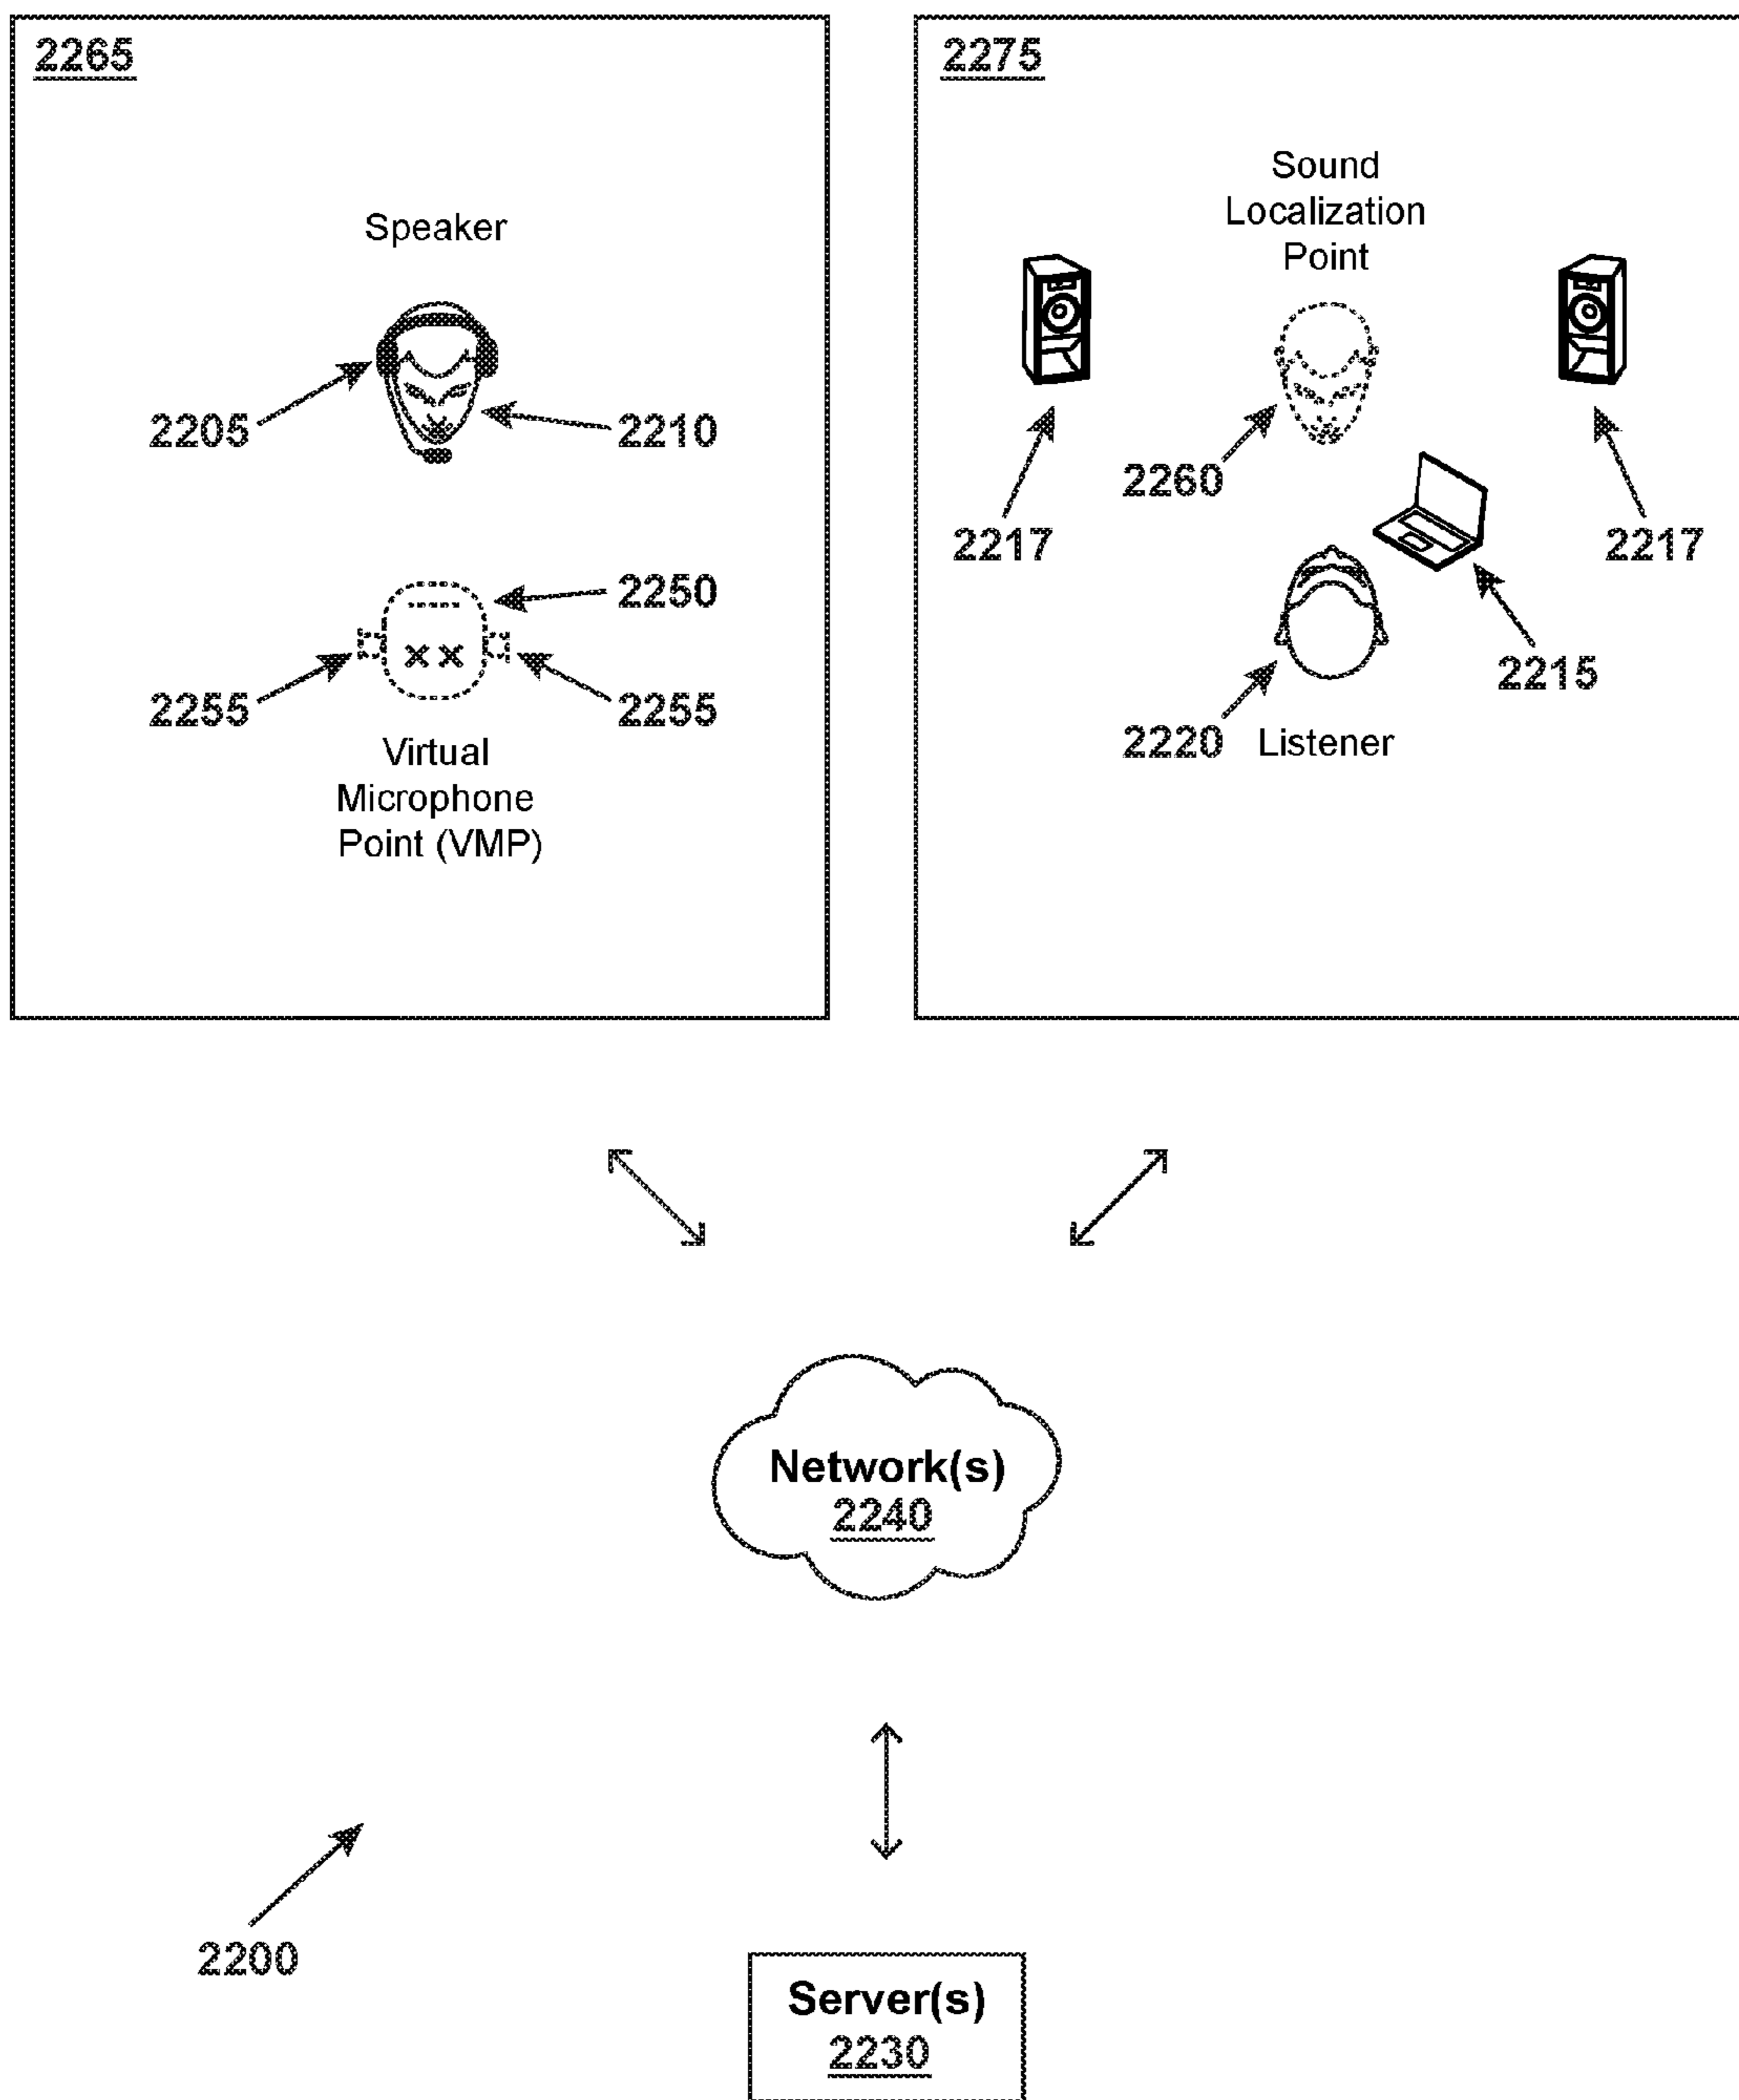 2265
Speaker
2205
2210
2250
2255
2255
Virtual
Microphone
Point (VMP)
2275
Sound
Localization
Point
2260
2217
2217
2215
2220 Listener
Network(s)
2240
2200
Server(s)
2230